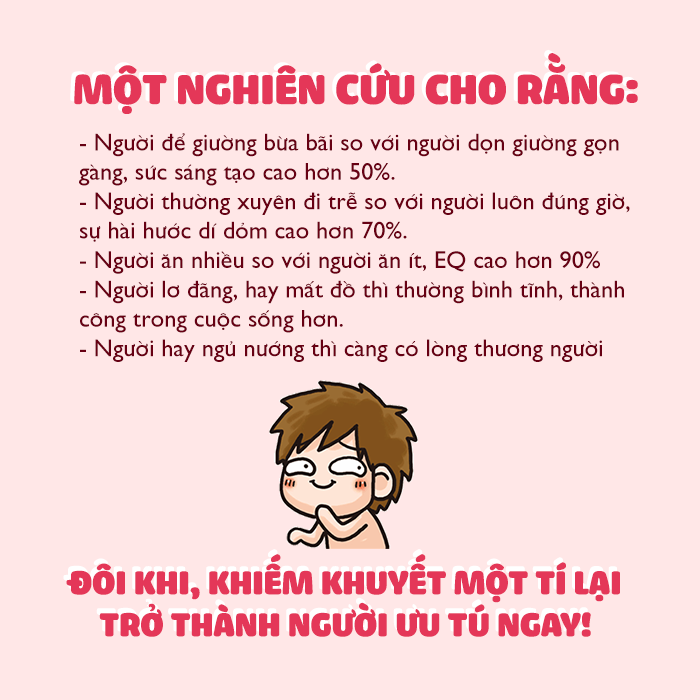 MỘT NGHIÊN CỨU CHO RẰNG:
- Người để giường bừa bãi so với người dọn giường gọn
gàng, sức sáng tạo cao hơn 50%.
- Người thường xuyên đi trễ so với người luôn đúng giờ,
sự hài hước dí dỏm cao hơn 70%.
- Người ăn nhiều so với người ăn ít, EQ cao hơn 90%
- Người lơ đãng, hay mất đồ thì thường bình tĩnh, thành
công trong cuộc sống hơn.
- Người hay ngủ nướng thì càng có lòng thương người
ĐÔI KHI, KHIẾM KHUYẾT MỘT TÍ LẠI
TRỞ THÀNH NGƯỜI ƯU TÚ NGAY!